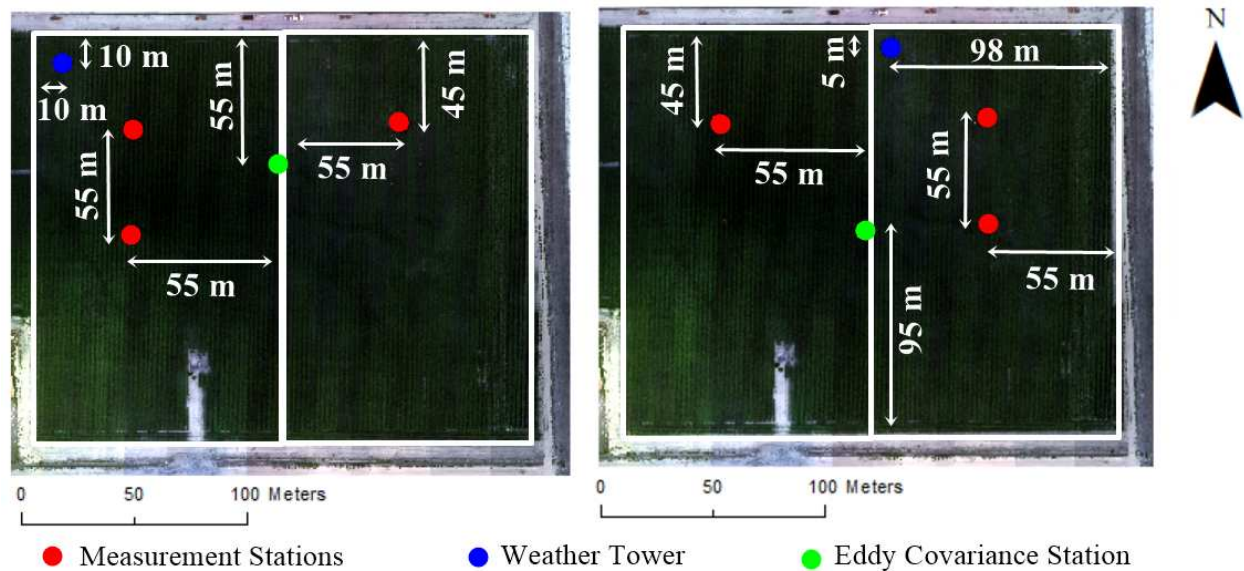 N
10 m
10 m
55 m
45 m
55 m
55 m
55 m
45 m
5 m
98 m
55 m
55 m
55 m
95 m
0 50 100 Meters
0 50 100 Meters
Measurement Stations
Weather Tower
Eddy Covariance Station